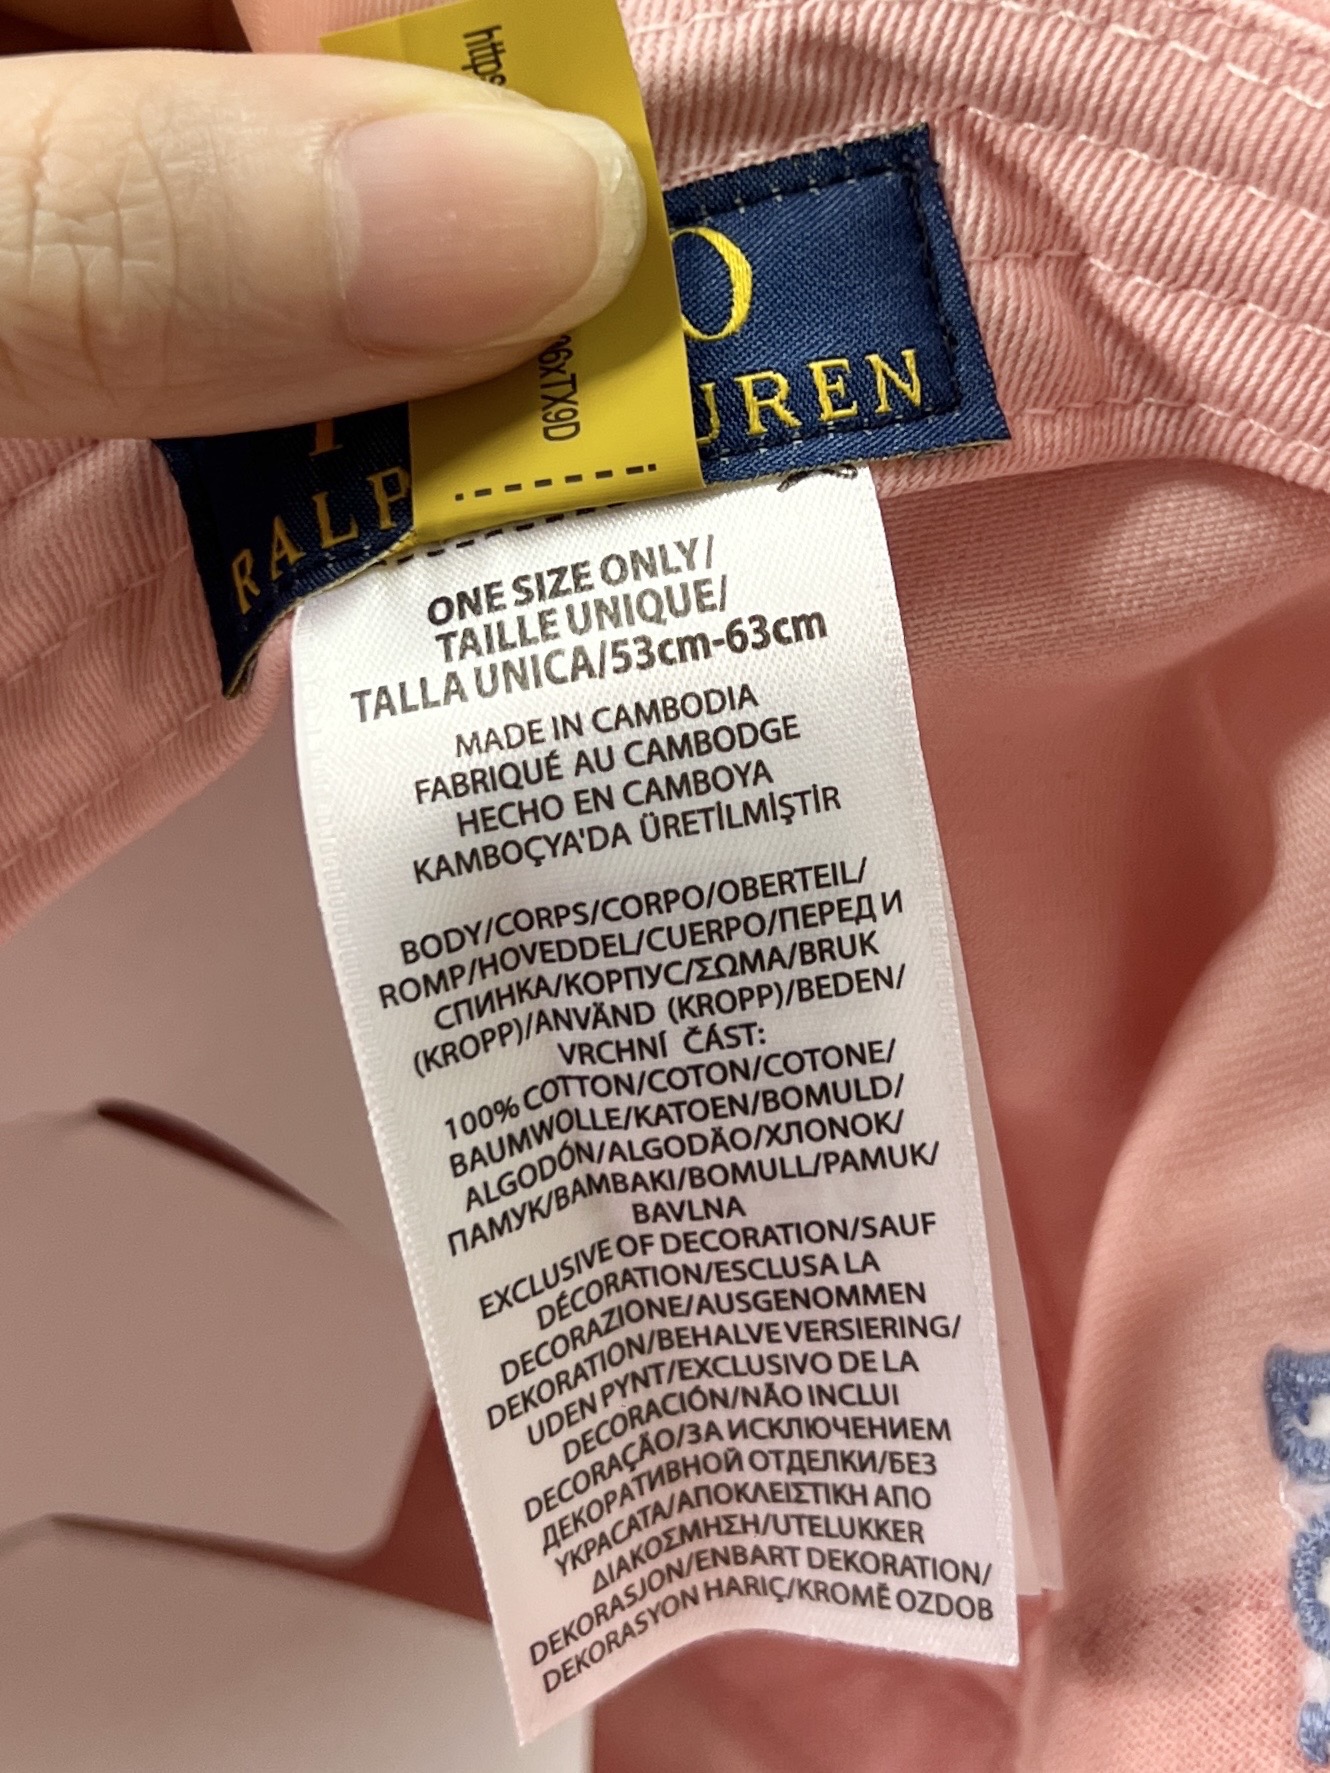 https
36xTX9D
O
RALP
UREN
ONE SIZE ONLY/
TAILLE UNIQUE/
TALLA UNICA/53cm-63cm
MADE IN CAMBODIA
FABRIQUÉ AU CAMBODGE
HECHO EN CAMBOYA
KAMBOÇYA'DA ÜRETİLMİŞTİR
BODY/CORPS/CORPO/OBERTEIL/
ROMP/HOVEDDEL/CUERPO/ПЕРЕД И
СПИНКА/КОРПУС/ΣΩΜΑ/BRUK
(KROPP)/ANVÄND (KROPP)/BEDEN/
VRCHNÍ ČÁST:
100% COTTON/COTON/COTONE/
BAUMWOLLE/KATOEN/BOMULD/
ALGODÓN/ALGODÃO/ХЛОПОК/
ПАМУК/BAMBAKI/BOMULL/PAMUK/
BAVLNA
EXCLUSIVE OF DECORATION/SAUF
DÉCORATION/ESCLUSA LA
DECORAZIONE/AUSGENOMMEN
DEKORATION/BEHALVE VERSIERING/
UDEN PYNT/EXCLUSIVO DE LA
DECORACIÓN/NÃO INCLUI
DECORAÇÃO/ЗА ИСКЛЮЧЕНИЕМ
ДЕКОРАТИВНОЙ ОТДЕЛКИ/БЕЗ
УКРАСАТА/ΑΠΟΚΛΕΙΣΤΙΚΗ ΑΠΟ
ΔΙΑΚΟΣΜΗΣΗ/UTELUKKER
DEKORASJON/ENBART DEKORATION/
DEKORASYON HARIÇ/KROMĚ OZDOB